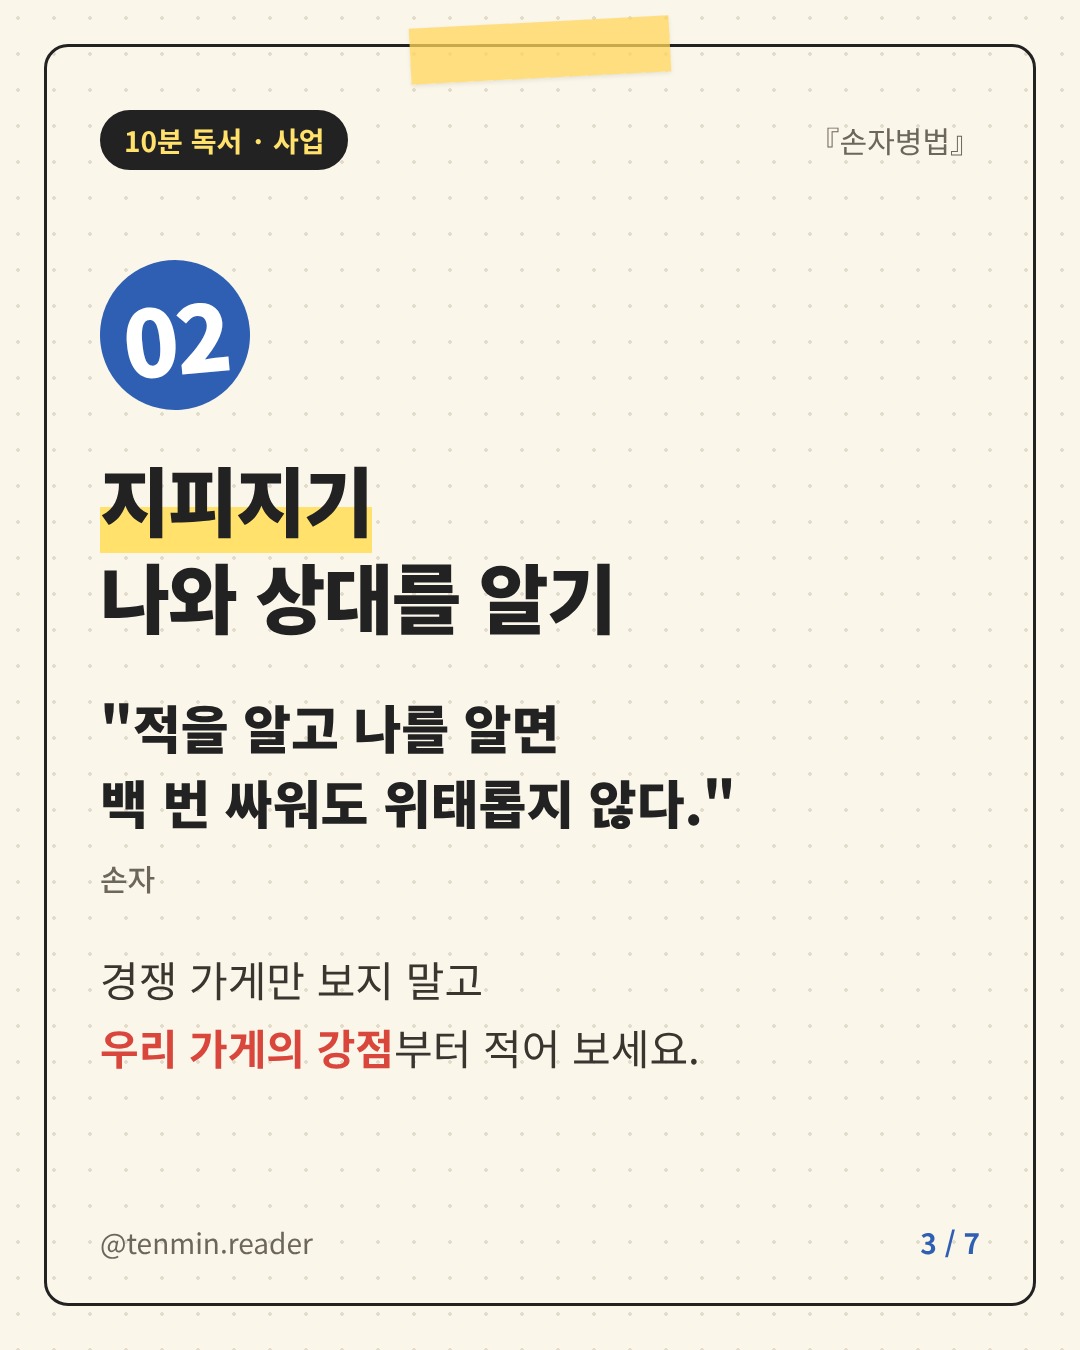 10분 독서 · 사업
『손자병법』
02
지피지기
나와 상대를 알기
"적을 알고 나를 알면
백 번 싸워도 위태롭지 않다."
손자
경쟁 가게만 보지 말고
우리 가게의 강점부터 적어 보세요.
@tenmin.reader
3 / 7